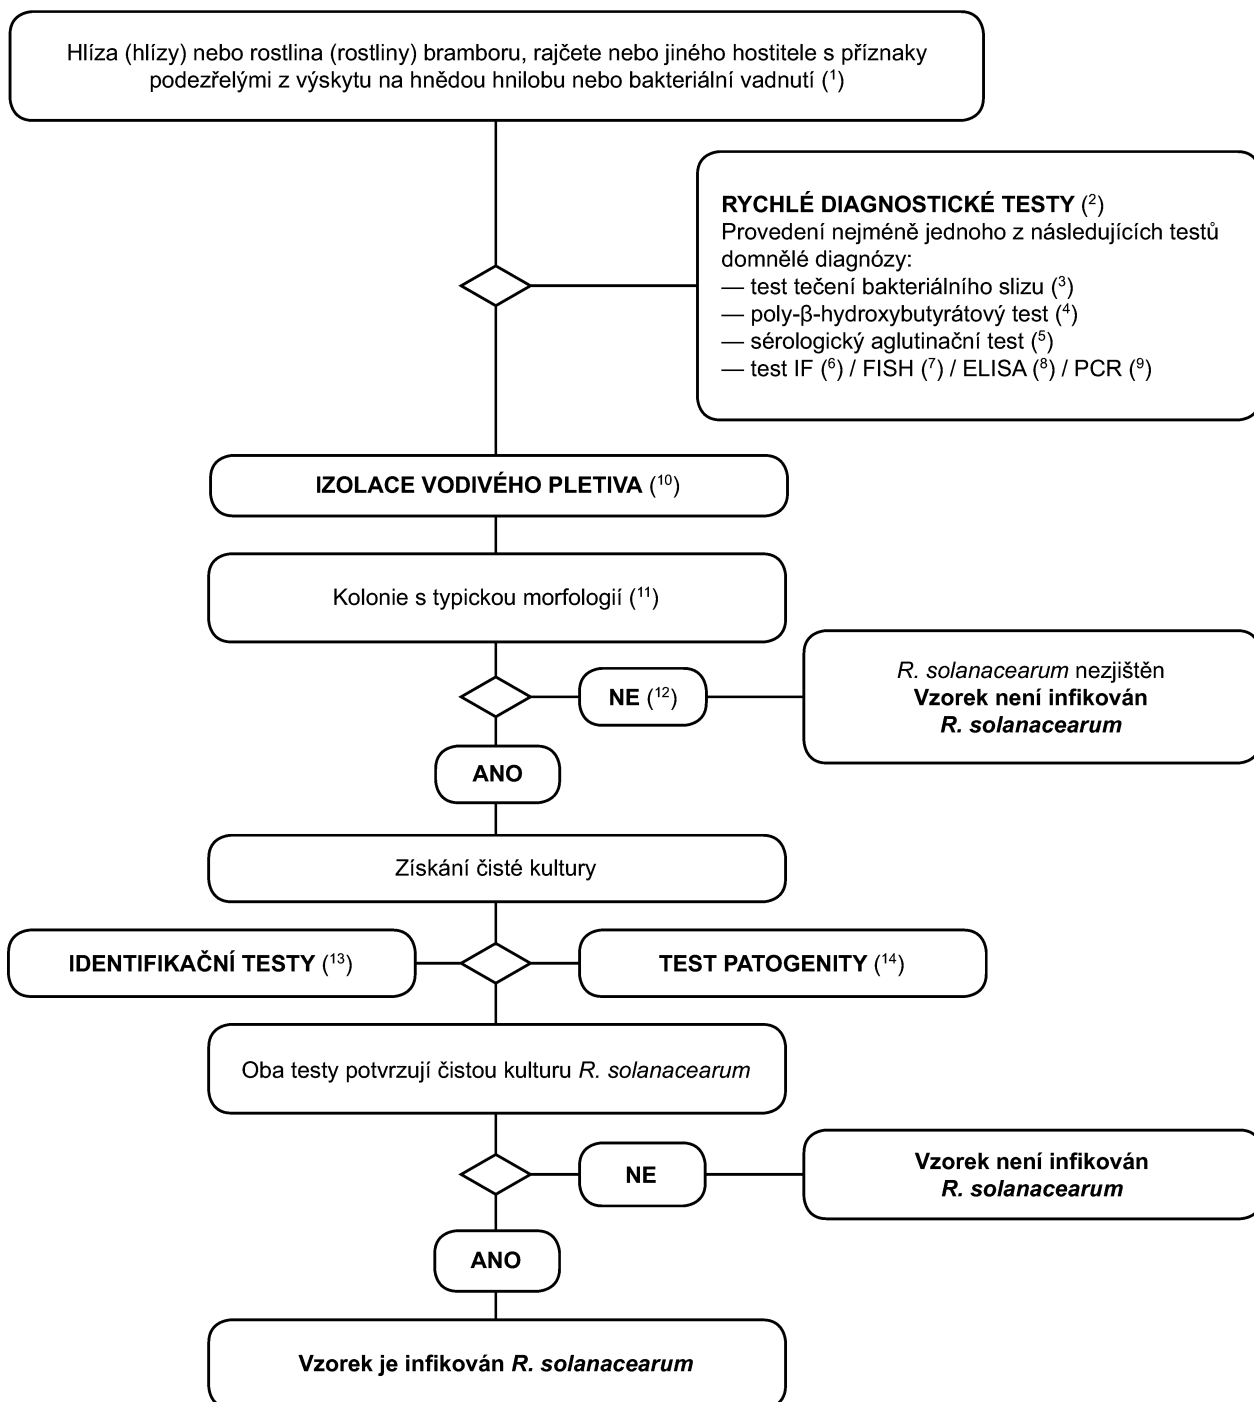 Hlíza (hlízy) nebo rostlina (rostliny) bramboru, rajčete nebo jiného hostitele s příznaky
podezřelými z výskytu na hnědou hnilobu nebo bakteriální vadnutí (¹)
RYCHLÉ DIAGNOSTICKÉ TESTY (²)
Provedení nejméně jednoho z následujících testů
domnělé diagnózy:
— test tečení bakteriálního slizu (³)
— poly-β-hydroxybutyrátový test (⁴)
— sérologický aglutinační test (⁵)
— test IF (⁶) / FISH (⁷) / ELISA (⁸) / PCR (⁹)
IZOLACE VODIVÉHO PLETIVA (¹⁰)
Kolonie s typickou morfologií (¹¹)
NE (¹²)
R. solanacearum nezjištěn
Vzorek není infikován
R. solanacearum
ANO
Získání čisté kultury
IDENTIFIKAČNÍ TESTY (¹³)
TEST PATOGENITY (¹⁴)
Oba testy potvrzují čistou kulturu R. solanacearum
NE
Vzorek není infikován
R. solanacearum
ANO
Vzorek je infikován R. solanacearum